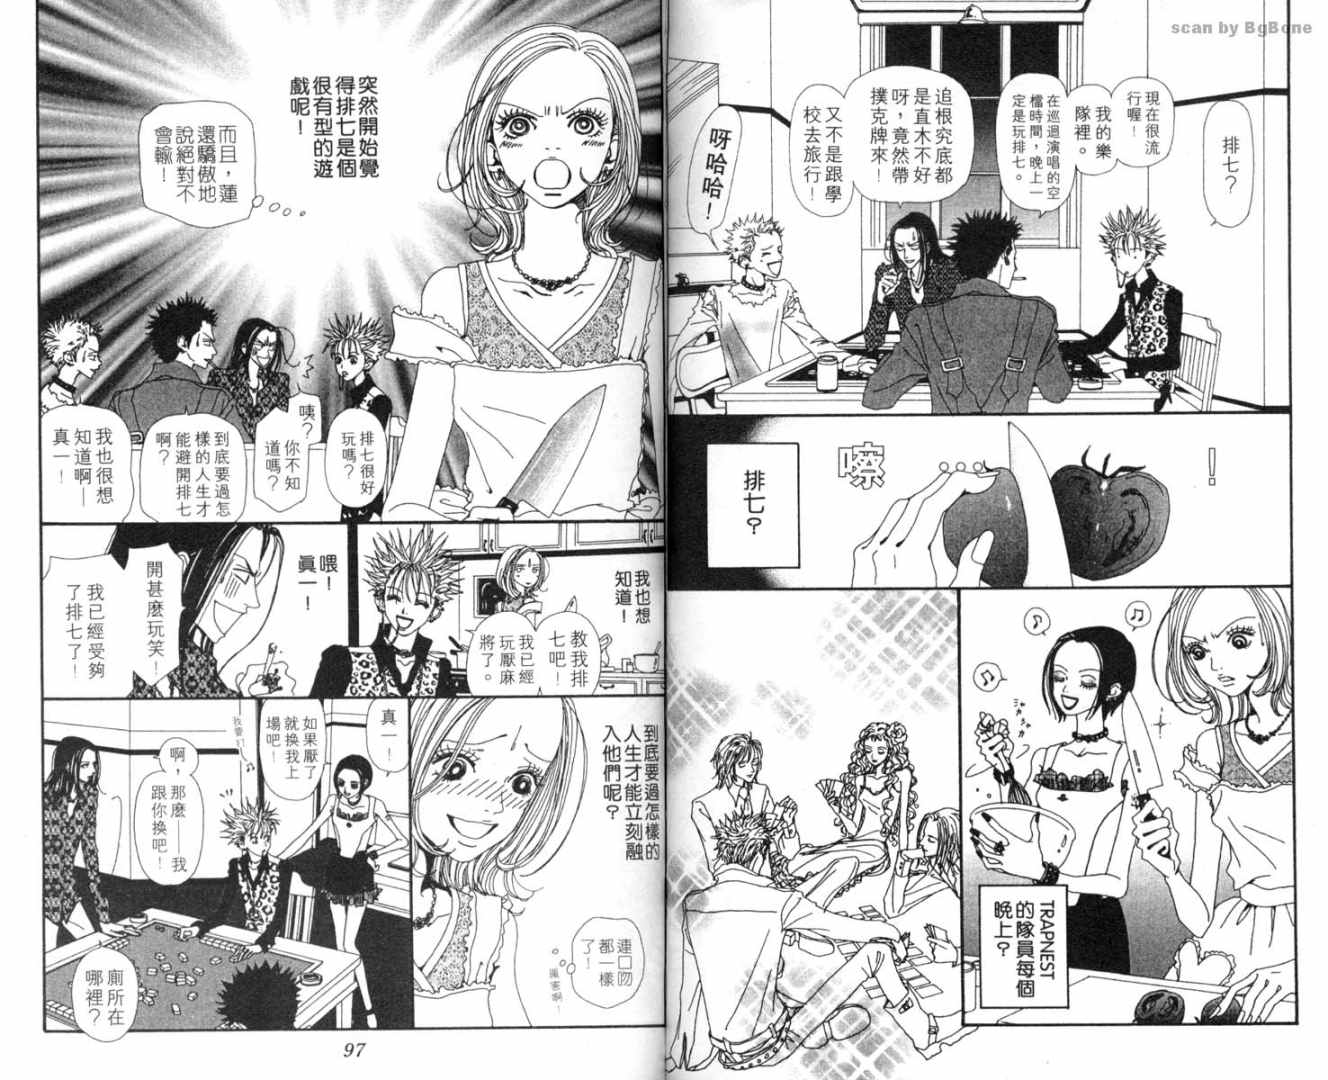 scan by BgBone
排七？
現在很流
行喔！
我的樂
隊裡。
在巡迴演唱的空
檔時間，晚上一
定是玩排七。
追根究底都
是直木不好
呀，竟然帶
撲克牌來！
又不是跟學
校去旅行！
呀哈哈！
！
嚓
排七？
TRAPNEST
的隊員每個
晚上？
突然開始覺
得排七是個
很有型的遊
戲呢！
而且，蓮
還驕傲地
說絕對不
會輸！
排七很好
玩嗎？
咦？
你不知
道嗎？
到底要過怎
樣的人生才
能避開排七
啊？
我也很想
知道啊—
真一！
我也想
知道！
教我排
七吧！
我已經
玩厭麻
將了。
喂！
真一！
開甚麼玩笑！
我已經受夠
了排七了！
到底要過怎樣的
人生才能立刻融
入他們呢？
連口吻
都一樣
了！
厲害啊！
真一！
如果厭了
就換我上
場吧！
我要打
啊，
那麼——我
跟你換吧！
廁所在
哪裡？
97